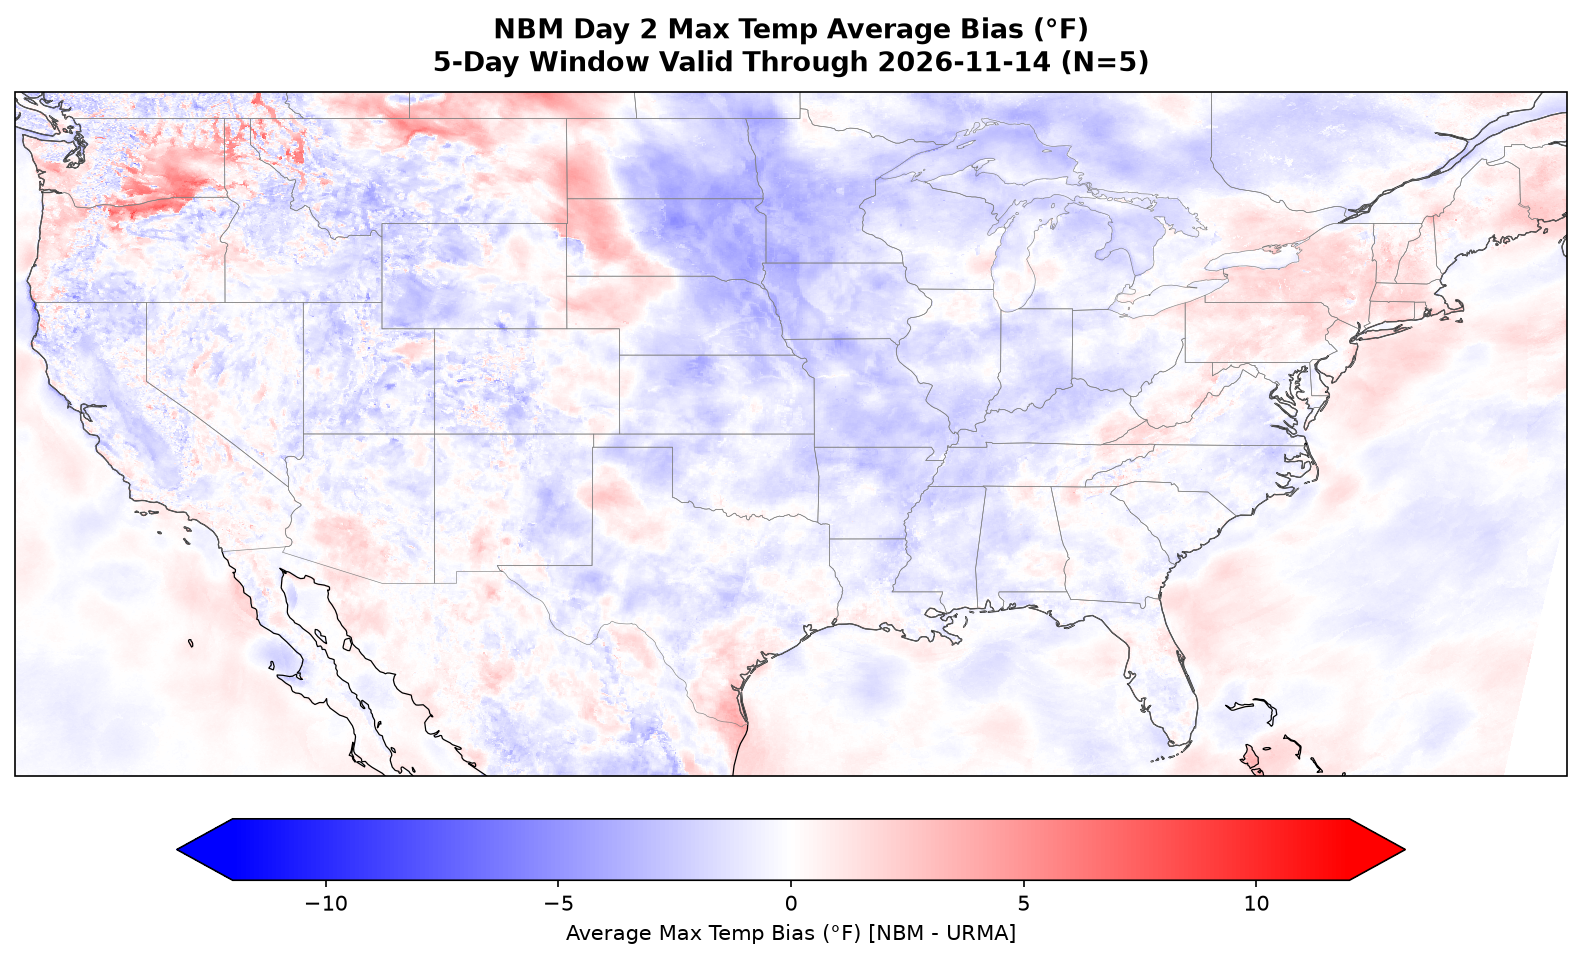 NBM Day 2 Max Temp Average Bias (°F)
5-Day Window Valid Through 2026-11-14 (N=5)
−10
−5
0
5
10
Average Max Temp Bias (°F) [NBM - URMA]